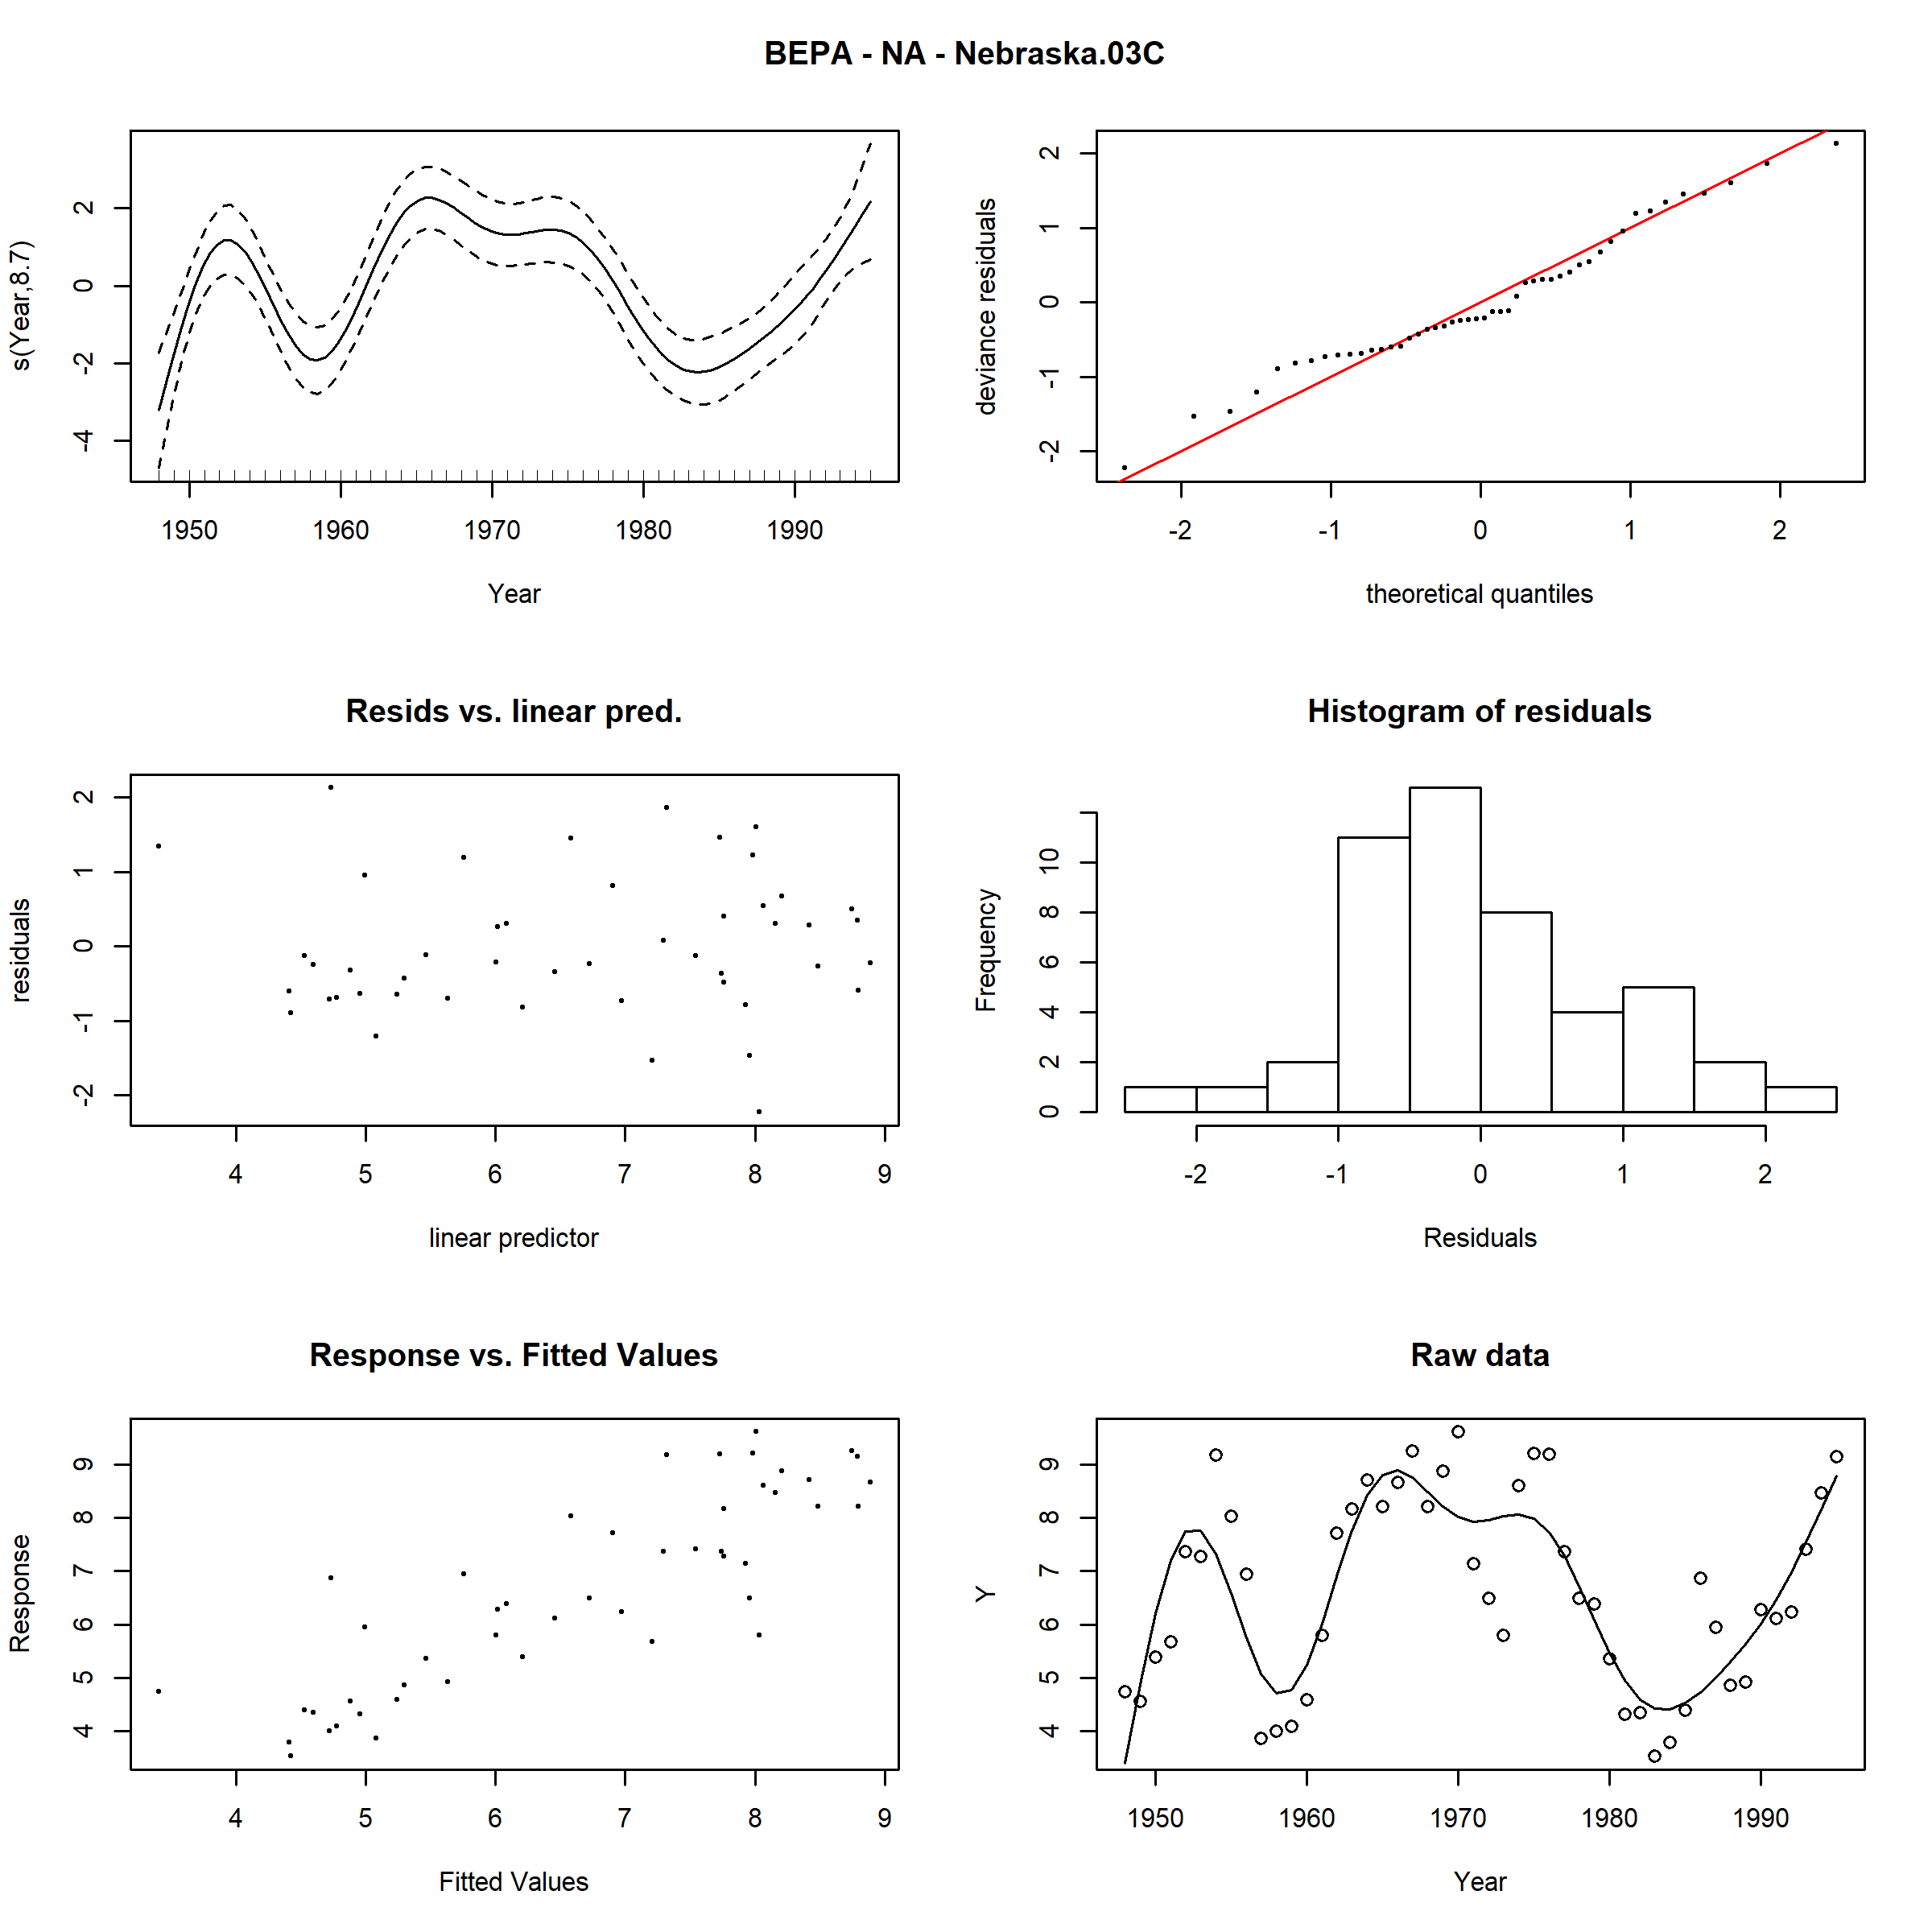 BEPA - NA - Nebraska.03C
s(Year,8.7)
2
0
-2
-4
1950 1960 1970 1980 1990
Year
deviance residuals
2
1
0
-1
-2
-2 -1 0 1 2
theoretical quantiles
Resids vs. linear pred.
residuals
2
1
0
-1
-2
4 5 6 7 8 9
linear predictor
Histogram of residuals
Frequency
10
8
6
4
2
0
-2 -1 0 1 2
Residuals
Response vs. Fitted Values
Response
9
8
7
6
5
4
4 5 6 7 8 9
Fitted Values
Raw data
Y
9
8
7
6
5
4
1950 1960 1970 1980 1990
Year